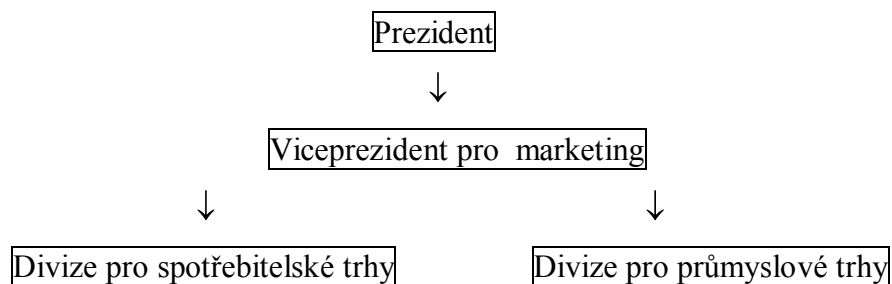 Prezident
↓
Viceprezident pro marketing
↓ ↓
Divize pro spotřebitelské trhy Divize pro průmyslové trhy